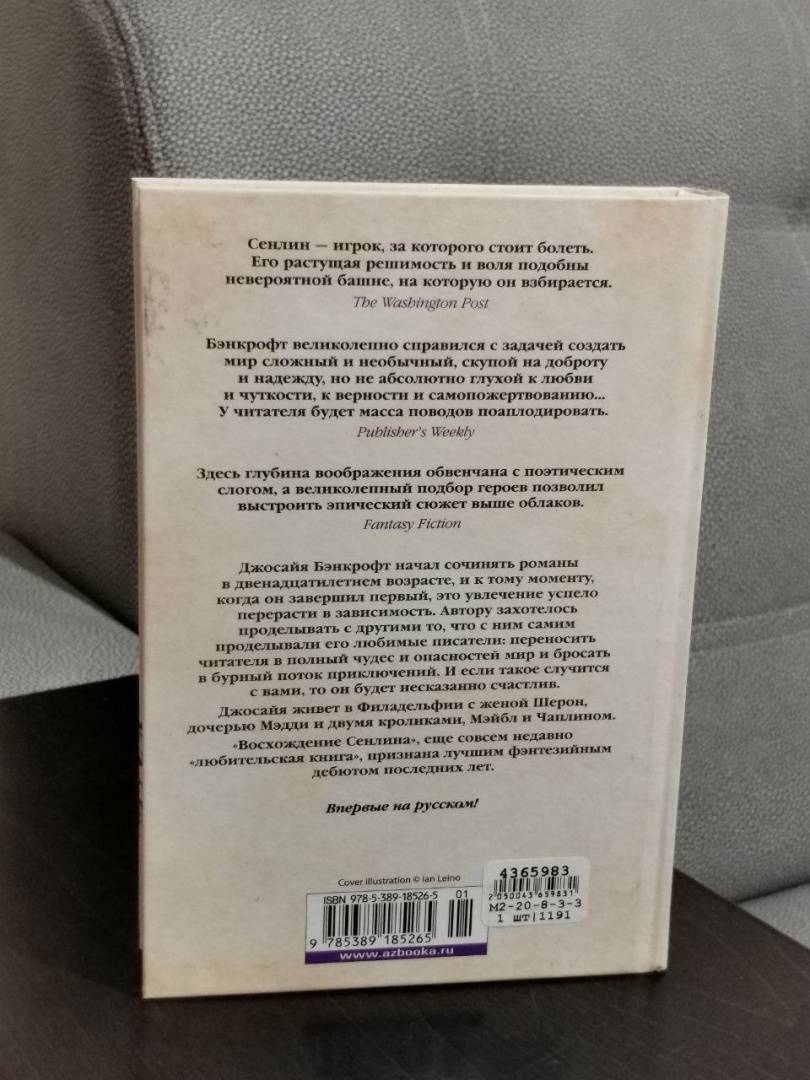 Сенлин — игрок, за которого стоит болеть.
Его растущая решимость и воля подобны
невероятной башне, на которую он взбирается.
The Washington Post
Бэнкрофт великолепно справился с задачей создать
мир сложный и необычный, скупой на доброту
и надежду, но не абсолютно глухой к любви
и чуткости, к верности и самопожертвованию...
У читателя будет масса поводов поаплодировать.
Publisher's Weekly
Здесь глубина воображения обвенчана с поэтическим
слогом, а великолепный подбор героев позволил
выстроить эпический сюжет выше облаков.
Fantasy Fiction
Джосайя Бэнкрофт начал сочинять романы
в двенадцатилетнем возрасте, и к тому моменту,
когда он завершил первый, это увлечение успело
перерасти в зависимость. Автору захотелось
проделывать с другими то, что с ним самим
проделывали его любимые писатели: переносить
читателя в полный чудес и опасностей мир и бросать
в бурный поток приключений. И если такое случится
с вами, то он будет несказанно счастлив.
Джосайя живет в Филадельфии с женой Шерон,
дочерью Мэдди и двумя кроликами, Мэйбл и Чаплином.
«Восхождение Сенлина», еще совсем недавно
«любительская книга», признана лучшим фэнтезийным
дебютом последних лет.
Впервые на русском!
Cover illustration © Ian Leino
ISBN 978-5-389-18526-5 01
9 785389 185265
www.azbooka.ru
4365983
2 050043 659831
М2-20-8-3-3
1 шт|1191